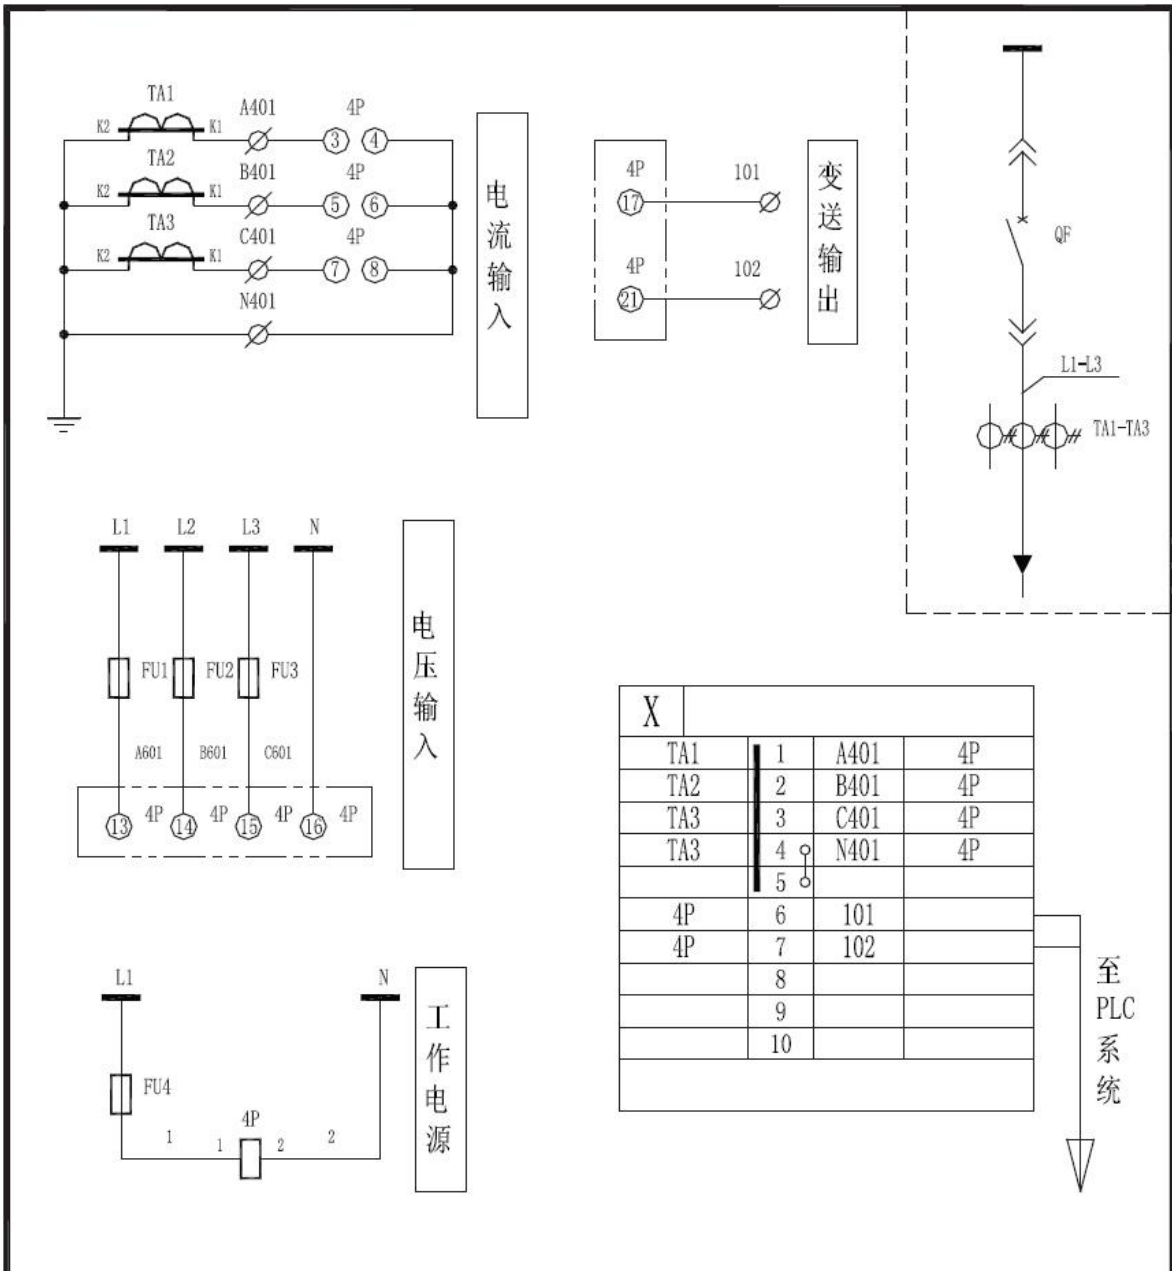 TA1
K2
K1
A401
4P
3
4
TA2
K2
K1
B401
4P
5
6
TA3
K2
K1
C401
4P
7
8
N401
电流输入
4P
101
17
4P
102
21
变送输出
QF
L1-L3
TA1-TA3
L1
L2
L3
N
FU1
FU2
FU3
A601
B601
C601
13
4P
14
4P
15
4P
16
4P
电压输入
L1
N
FU4
4P
1
1
2
2
工作电源
X
TA1 1 A401 4P
TA2 2 B401 4P
TA3 3 C401 4P
TA3 4 N401 4P
5
4P 6 101
4P 7 102
8
9
10
至
PLC
系
统